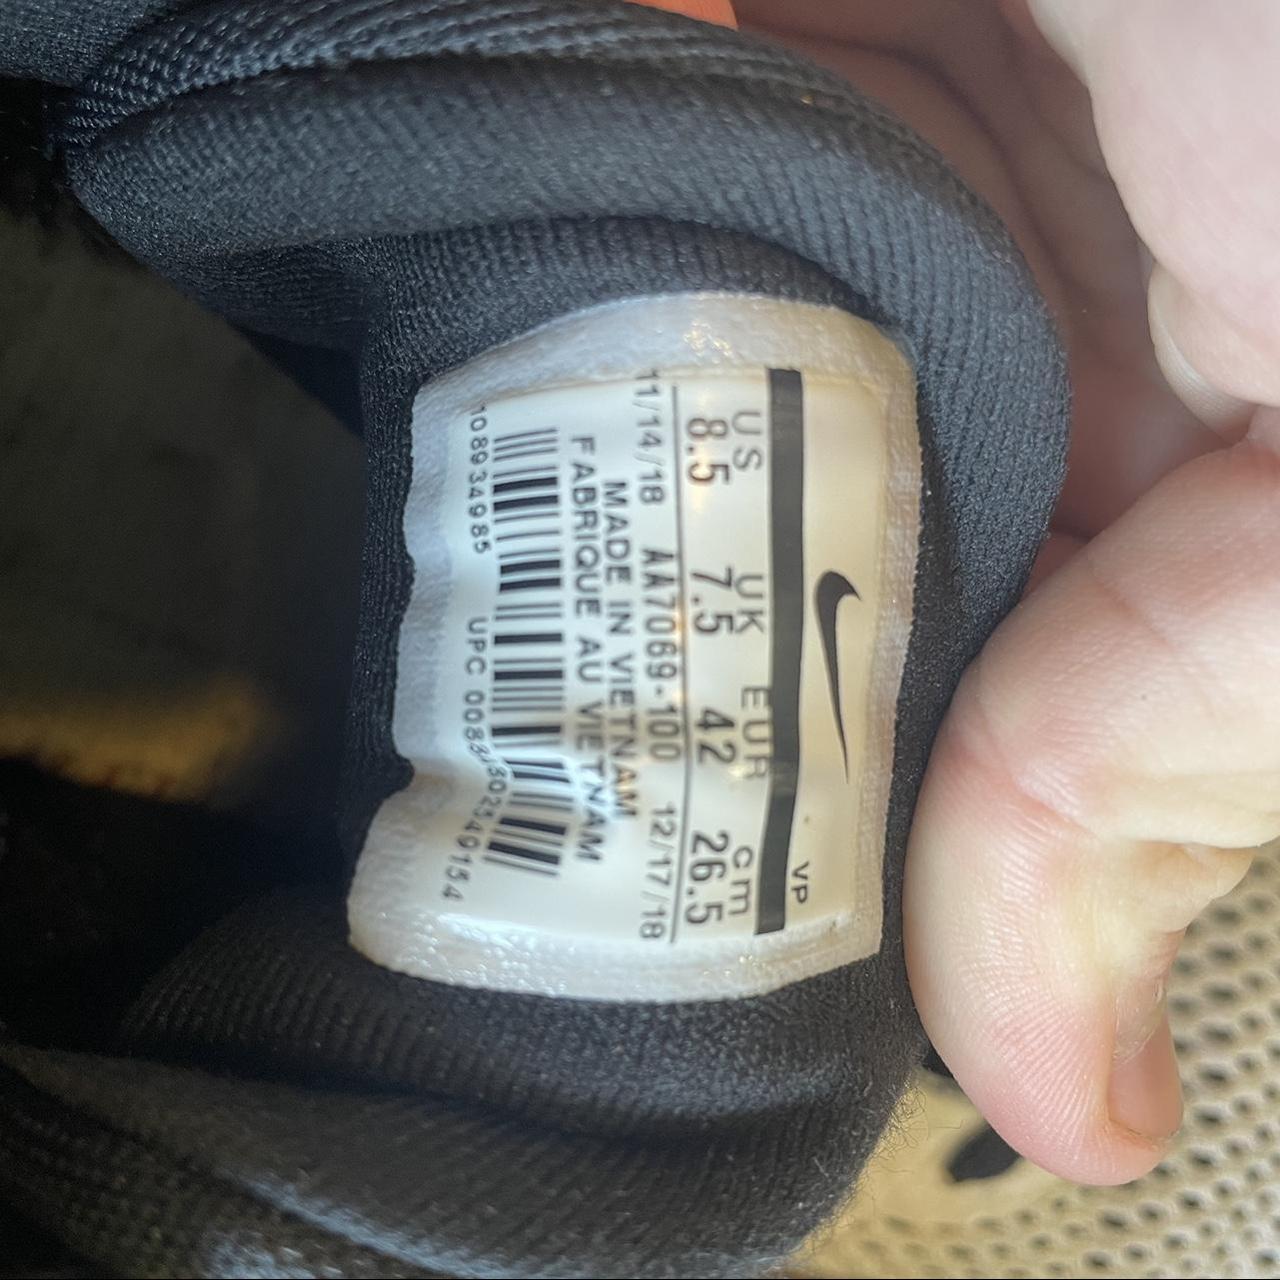 VP
US UK EUR cm
8.5 7.5 42 26.5
11/14/18 AA7069-100 12/17/18
MADE IN VIETNAM
FABRIQUE AU VIETNAM
108934985 UPC